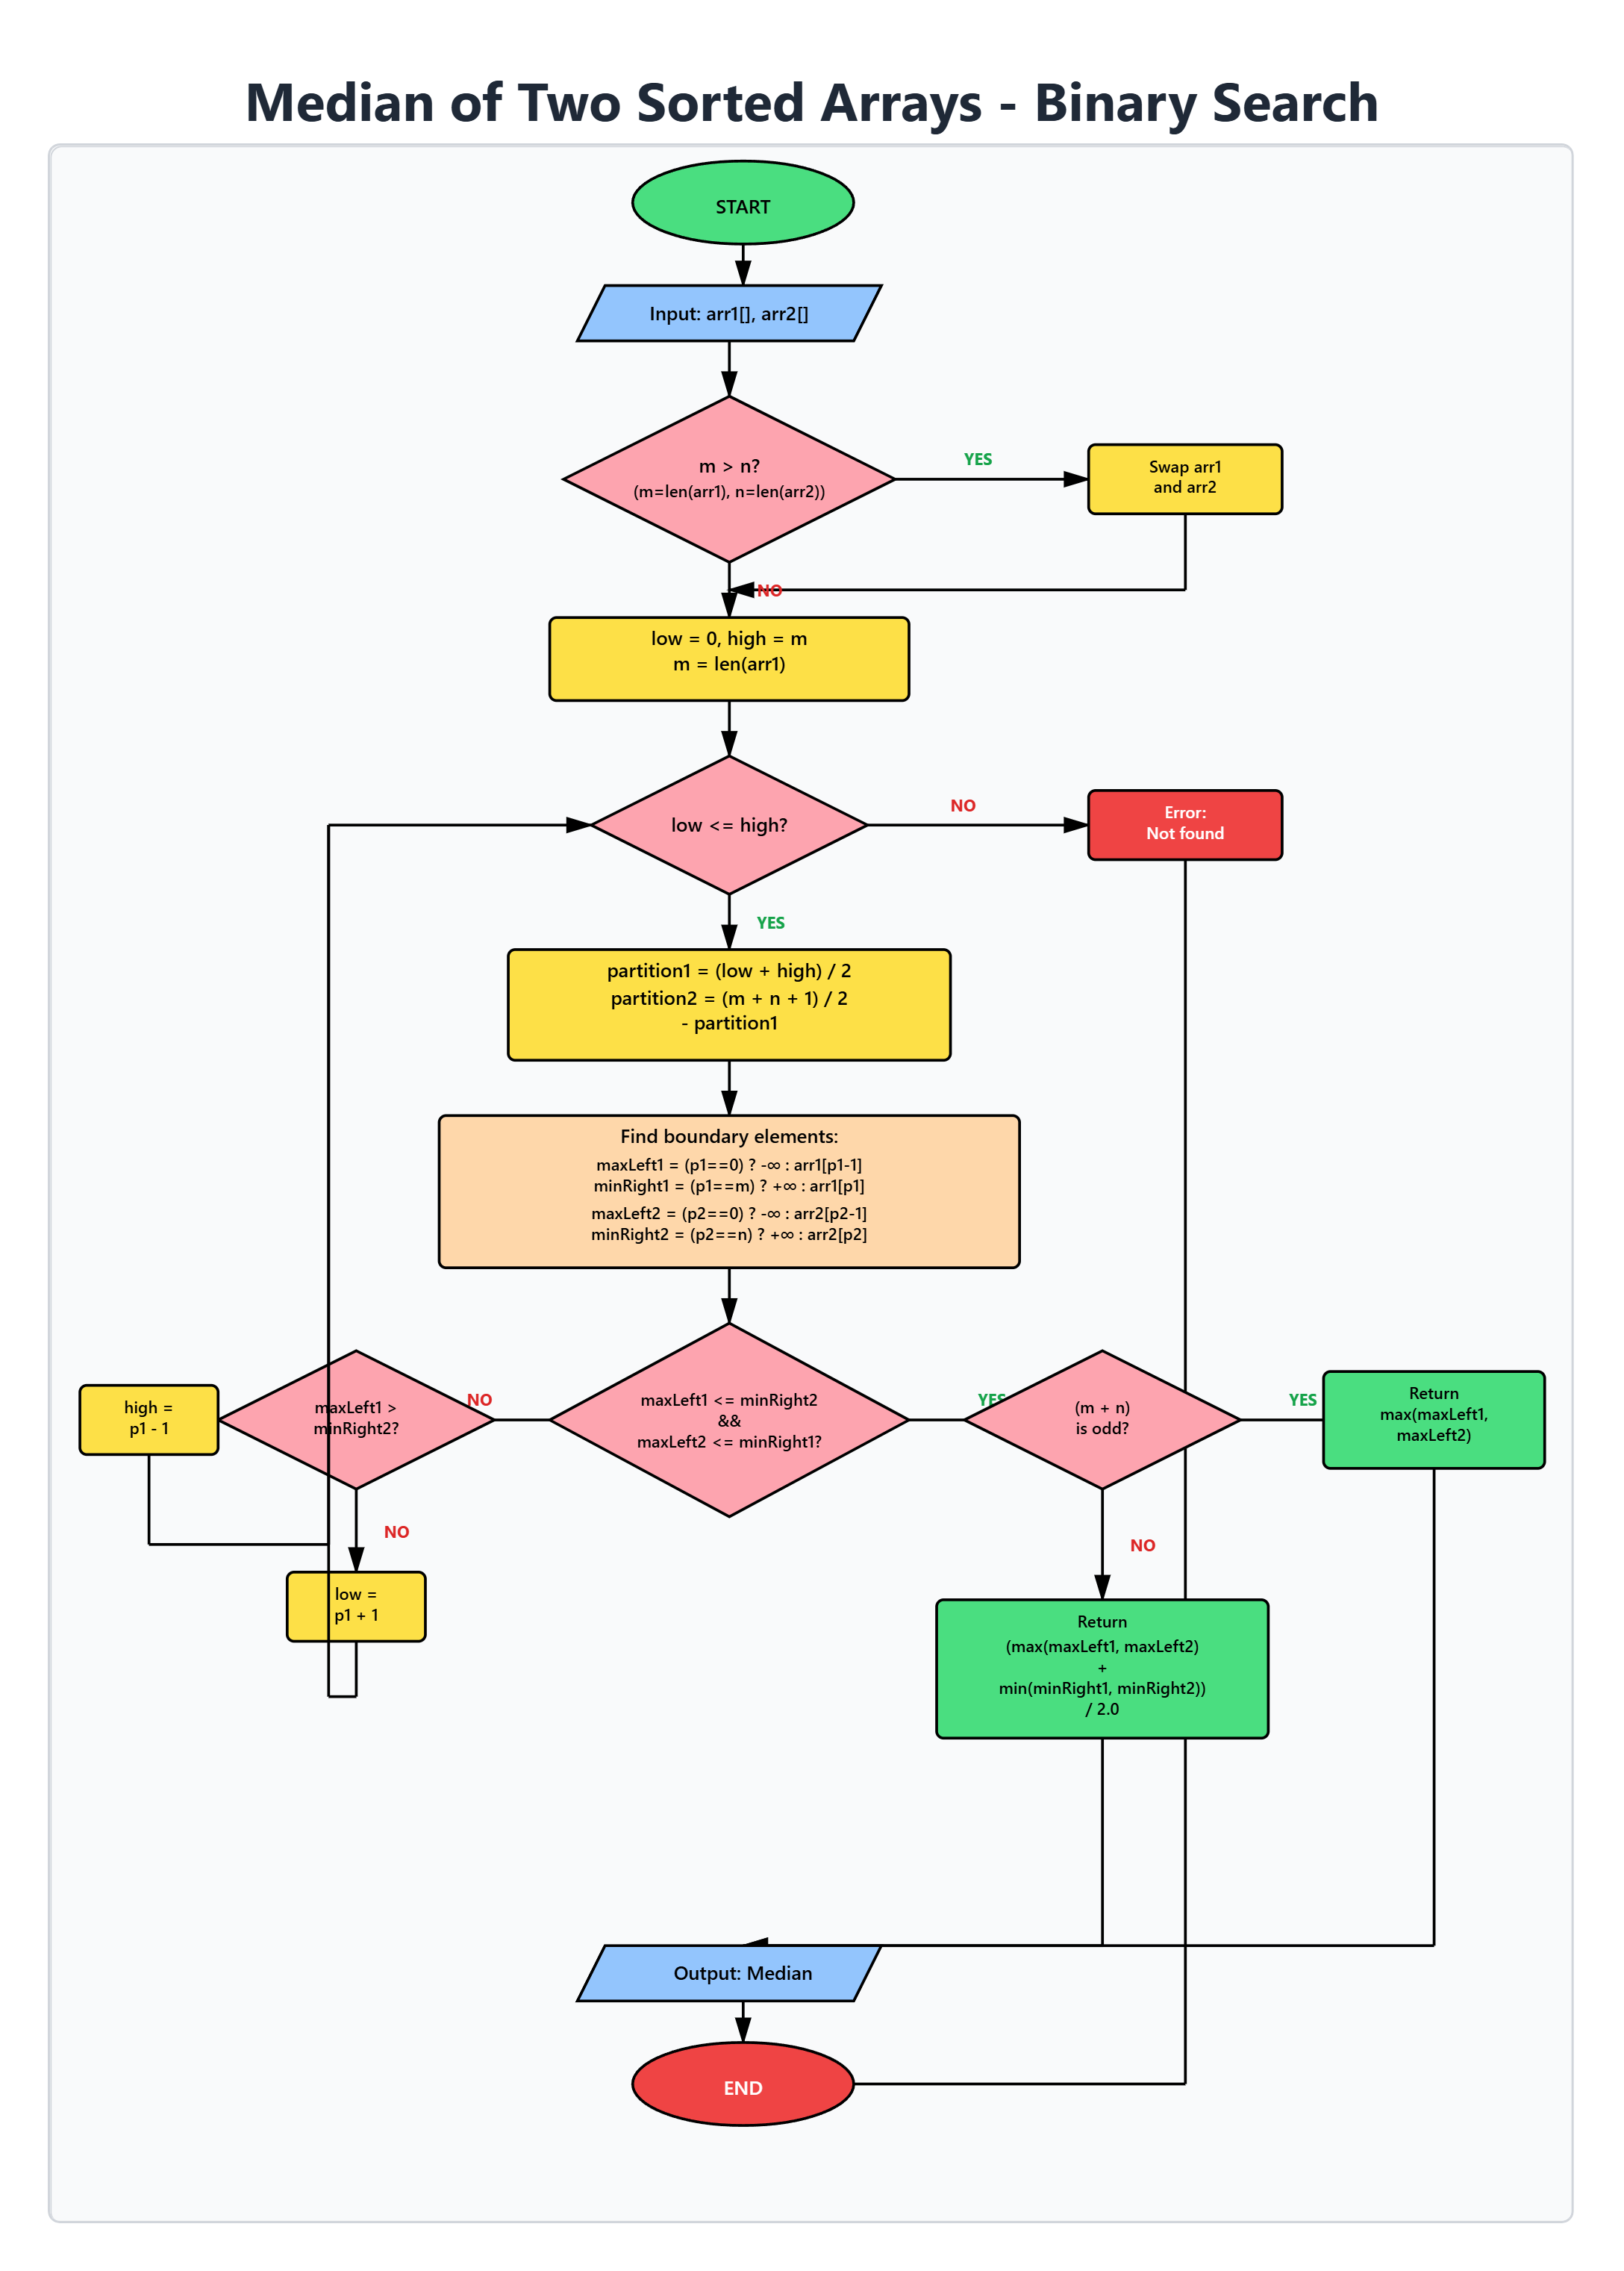 Median of Two Sorted Arrays - Binary Search
START
Input: arr1[], arr2[]
m > n?
(m=len(arr1), n=len(arr2))
YES
Swap arr1
and arr2
NO
low = 0, high = m
m = len(arr1)
low <= high?
NO
Error:
Not found
YES
partition1 = (low + high) / 2
partition2 = (m + n + 1) / 2
- partition1
Find boundary elements:
maxLeft1 = (p1==0) ? -∞ : arr1[p1-1]
minRight1 = (p1==m) ? +∞ : arr1[p1]
maxLeft2 = (p2==0) ? -∞ : arr2[p2-1]
minRight2 = (p2==n) ? +∞ : arr2[p2]
high =
p1 - 1
maxLeft1 >
minRight2?
NO
maxLeft1 <= minRight2
&&
maxLeft2 <= minRight1?
YES
(m + n)
is odd?
YES
Return
max(maxLeft1,
maxLeft2)
NO
low =
p1 + 1
NO
Return
(max(maxLeft1, maxLeft2)
+
min(minRight1, minRight2))
/ 2.0
Output: Median
END